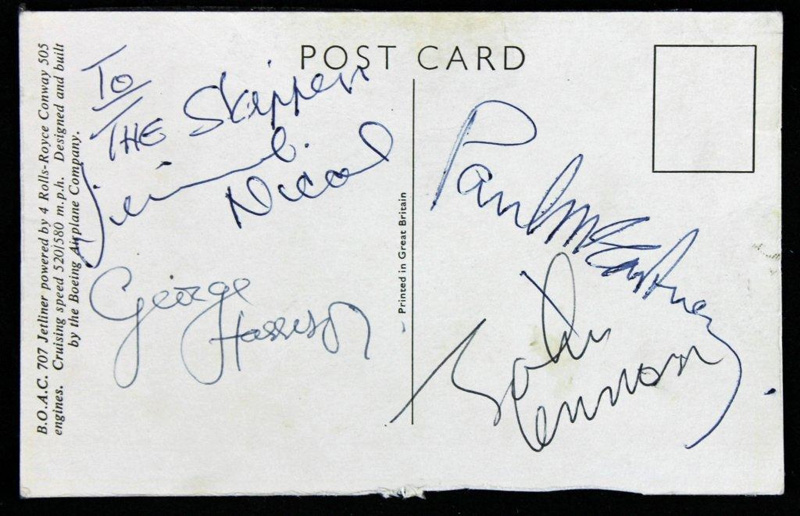 POST CARD
To
THE Skipper
Jimmie
Nicol
George
Harrison
Paul McCartney
John
Lennon
Printed in Great Britain
B.O.A.C. 707 Jetliner powered by 4 Rolls-Royce Conway 505
engines. Cruising speed 520/580 m.p.h. Designed and built
by the Boeing Airplane Company.